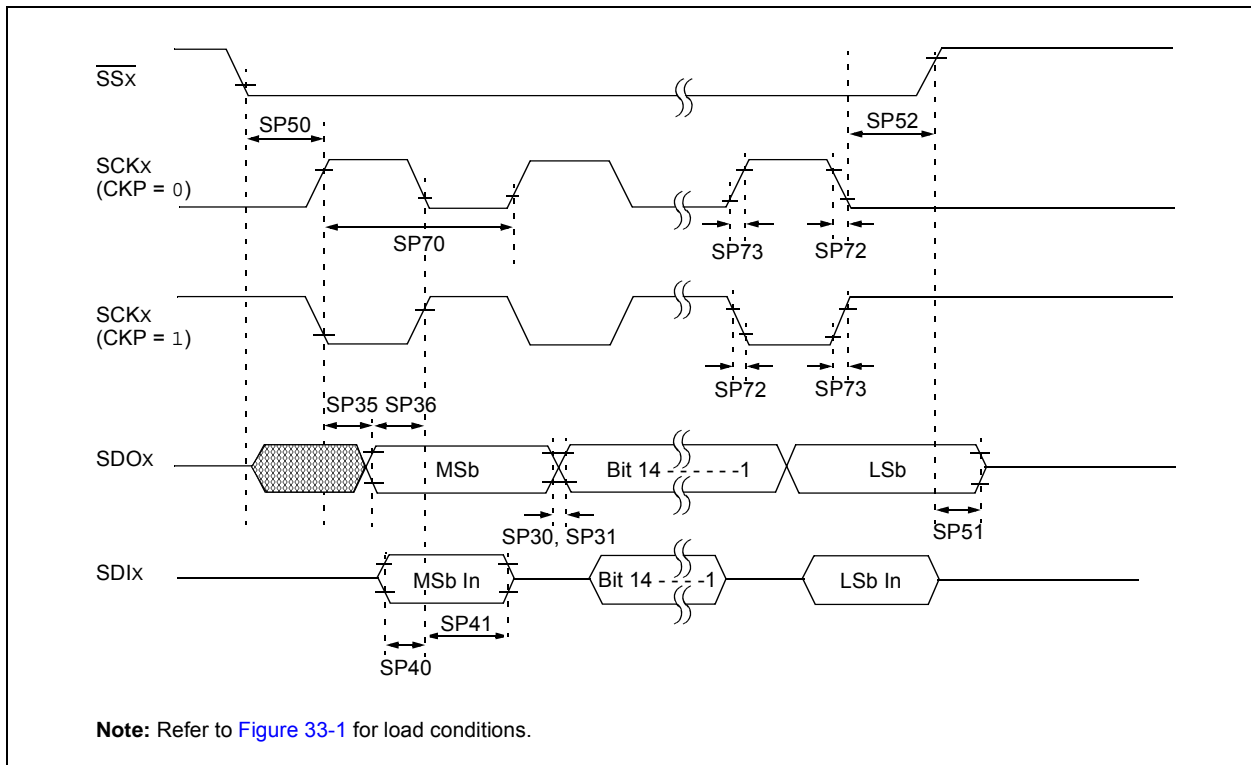 SSx
SP50
SP52
SCKx
(CKP = 0)
SP70
SP73
SP72
SCKx
(CKP = 1)
SP72
SP73
SP35
SP36
SDOx
MSb
Bit 14 - - - - - -1
LSb
SP30, SP31
SP51
SDIx
MSb In
Bit 14 - - - -1
LSb In
SP41
SP40
Note: Refer to Figure 33-1 for load conditions.